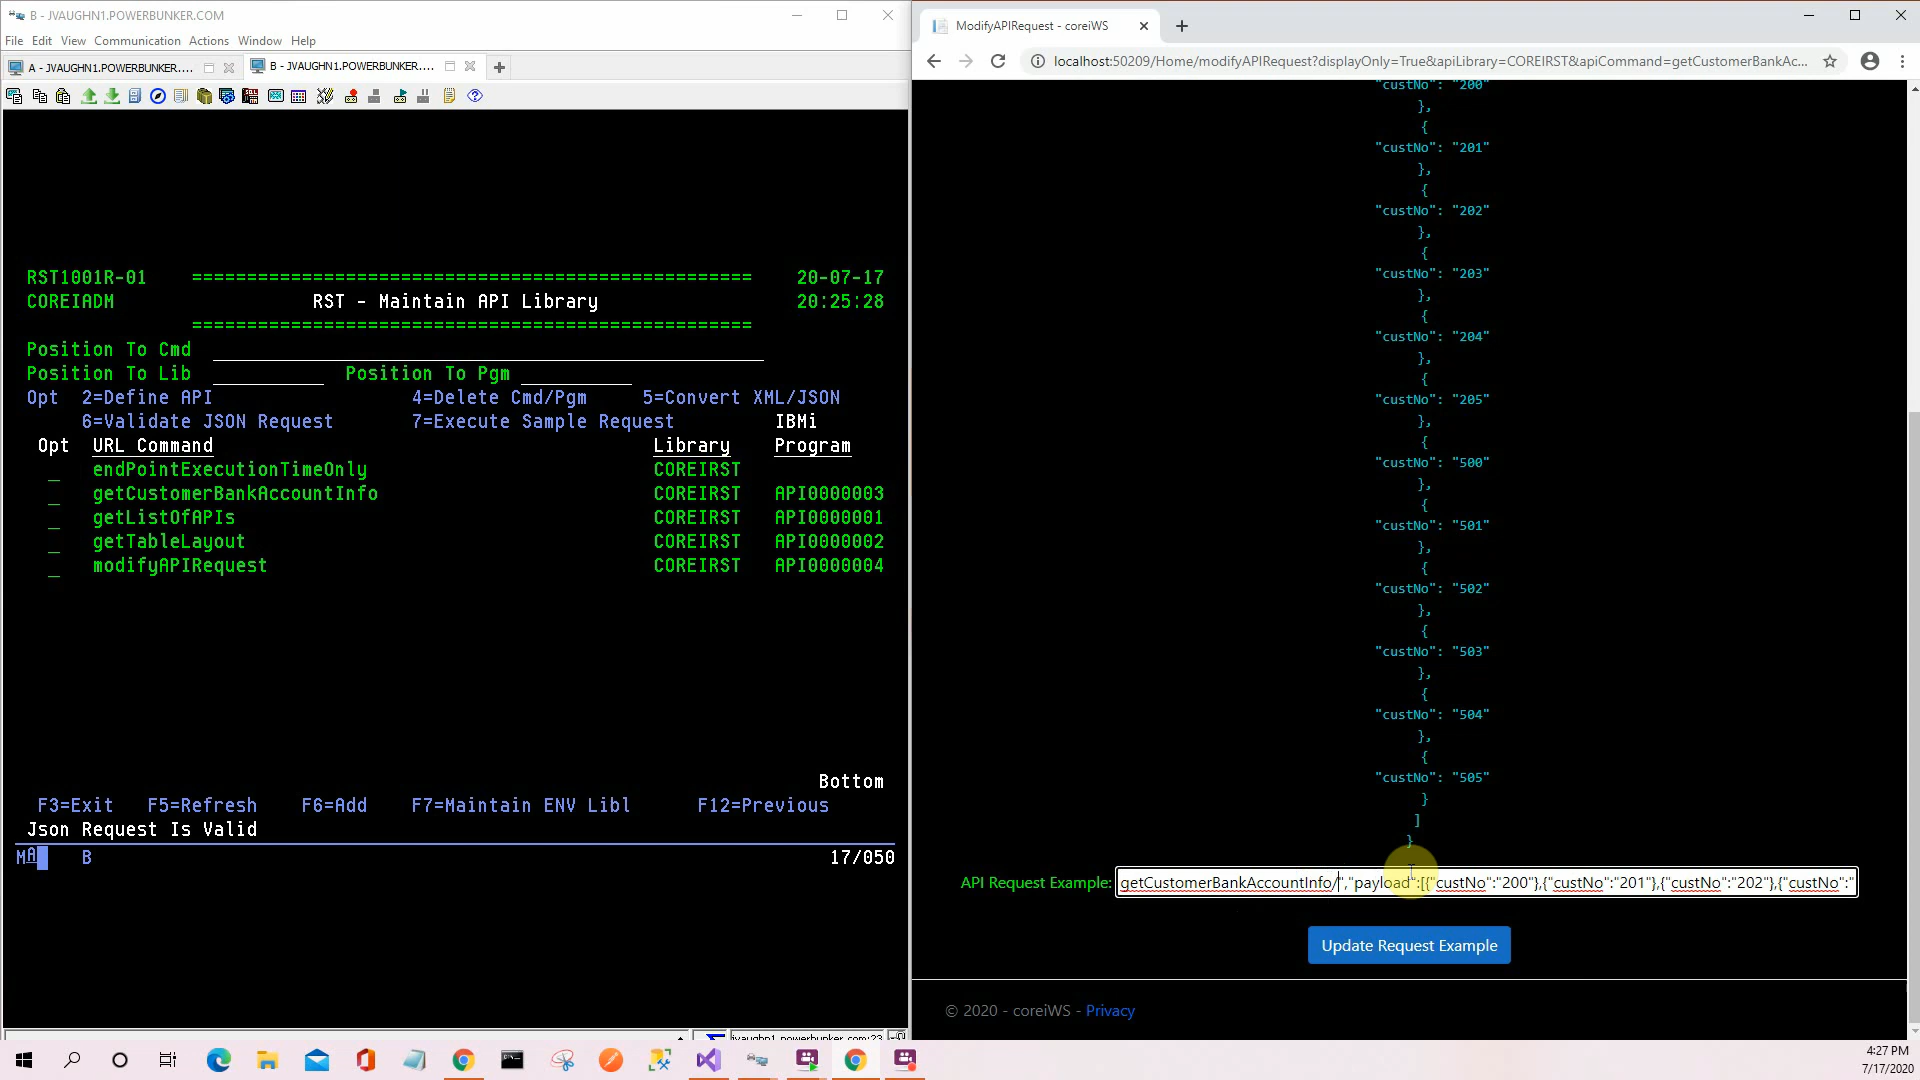 B - JVAUGHN1.POWERBUNKER.COM
File Edit View Communication Actions Window Help
A - JVAUGHN1.POWERBUNKER.... B - JVAUGHN1.POWERBUNKER....
RST1001R-01 =================================================== 20-07-17
COREIADM RST - Maintain API Library 20:25:28
===================================================
Position To Cmd
Position To Lib Position To Pgm
Opt 2=Define API 4=Delete Cmd/Pgm 5=Convert XML/JSON
6=Validate JSON Request 7=Execute Sample Request IBMi
Opt URL Command Library Program
_ endPointExecutionTimeOnly COREIRST
_ getCustomerBankAccountInfo COREIRST API0000003
_ getListOfAPIs COREIRST API0000001
_ getTableLayout COREIRST API0000002
_ modifyAPIRequest COREIRST API0000004
Bottom
F3=Exit F5=Refresh F6=Add F7=Maintain ENV Libl F12=Previous
Json Request Is Valid
MA B 17/050
ModifyAPIRequest - coreiWS
localhost:50209/Home/modifyAPIRequest?displayOnly=True&apiLibrary=COREIRST&apiCommand=getCustomerBankAc...
"custNo": "200"
},
{
"custNo": "201"
},
{
"custNo": "202"
},
{
"custNo": "203"
},
{
"custNo": "204"
},
{
"custNo": "205"
},
{
"custNo": "500"
},
{
"custNo": "501"
},
{
"custNo": "502"
},
{
"custNo": "503"
},
{
"custNo": "504"
},
{
"custNo": "505"
}
]
}
API Request Example: getCustomerBankAccountInfo/","payload":[{"custNo":"200"},{"custNo":"201"},{"custNo":"202"},{"custNo":"
Update Request Example
© 2020 - coreiWS - Privacy
4:27 PM
7/17/2020